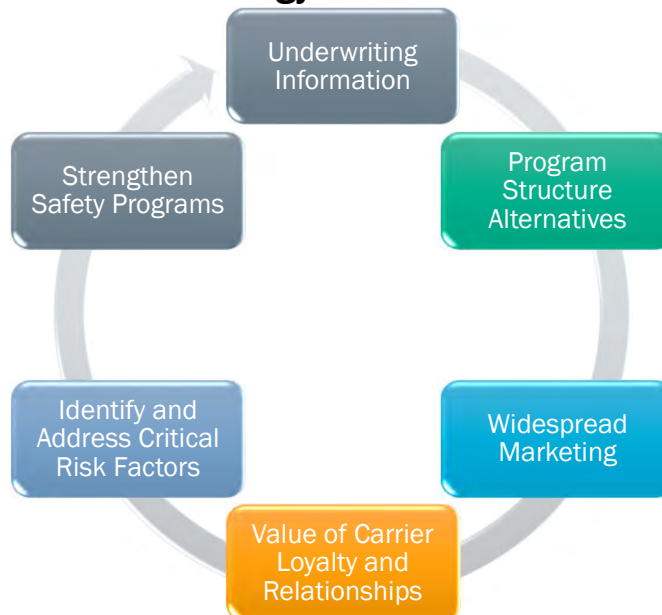 Underwriting
Information
Program
Structure
Alternatives
Widespread
Marketing
Value of Carrier
Loyalty and
Relationships
Identify and
Address Critical
Risk Factors
Strengthen
Safety Programs